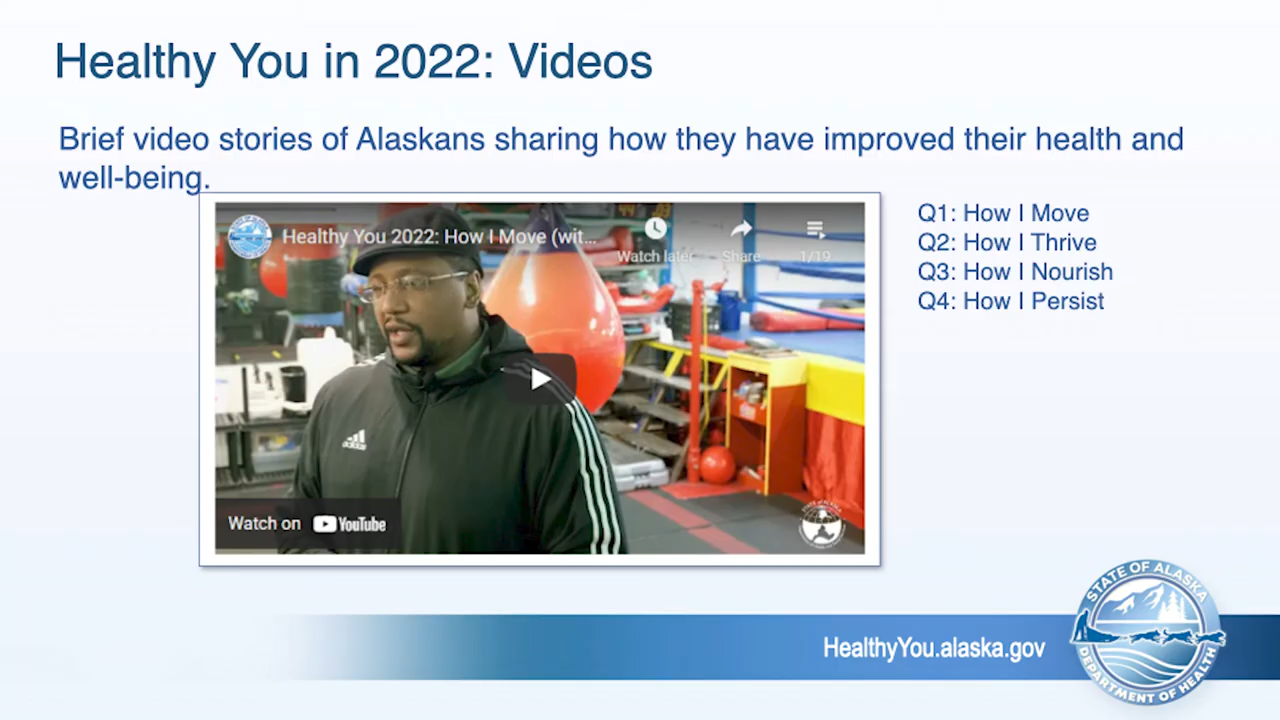 Healthy You in 2022: Videos
Brief video stories of Alaskans sharing how they have improved their health and
well-being.
Healthy You 2022: How I Move (wit...
Watch later
Share
1/19
adidas
Watch on YouTube
Q1: How I Move
Q2: How I Thrive
Q3: How I Nourish
Q4: How I Persist
HealthyYou.alaska.gov
STATE OF ALASKA
DEPARTMENT OF HEALTH